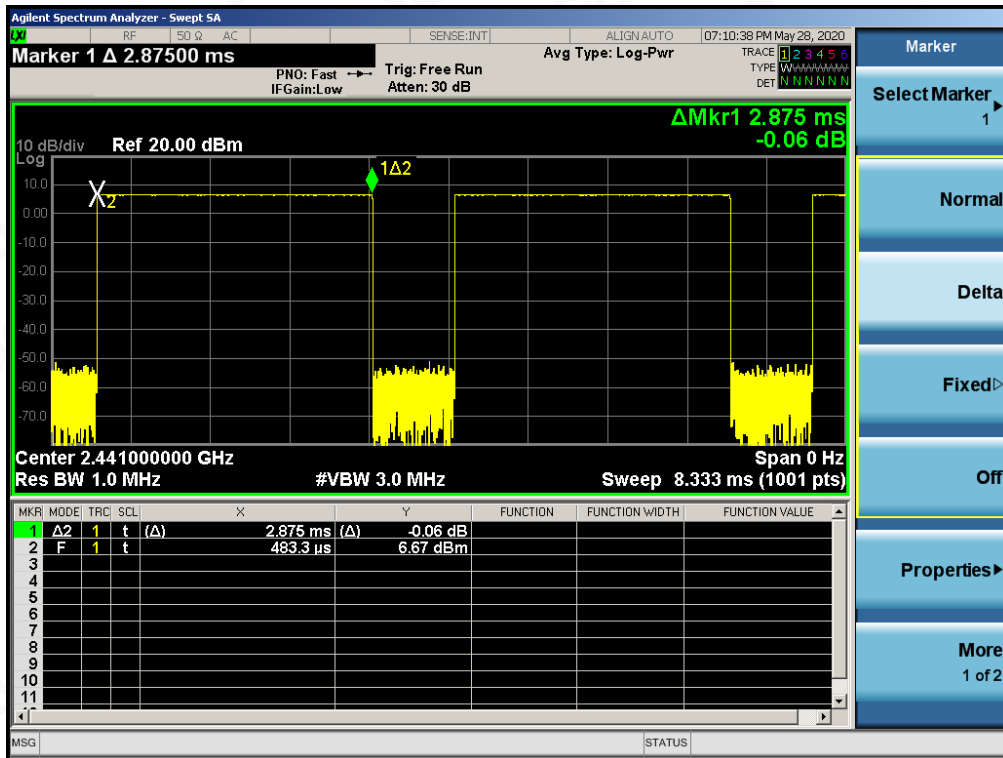 Agilent Spectrum Analyzer - Swept SA
LXI RF 50 Ω AC SENSE:INT ALIGN AUTO 07:10:38 PM May 28, 2020
Marker 1 Δ 2.87500 ms
PNO: Fast
IFGain:Low
Trig: Free Run
Atten: 30 dB
Avg Type: Log-Pwr
TRACE 1 2 3 4 5 6
TYPE W
DET N N N N N N
ΔMkr1 2.875 ms
-0.06 dB
10 dB/div Ref 20.00 dBm
Log
1Δ2
10.0
2
0.00
-10.0
-20.0
-30.0
-40.0
-50.0
-60.0
-70.0
Center 2.441000000 GHz Span 0 Hz
Res BW 1.0 MHz #VBW 3.0 MHz Sweep 8.333 ms (1001 pts)
MKR MODE TRC SCL X Y FUNCTION FUNCTION WIDTH FUNCTION VALUE
1 Δ2 1 t (Δ) 2.875 ms (Δ) -0.06 dB
2 F 1 t 483.3 µs 6.67 dBm
3
4
5
6
7
8
9
10
11
MSG STATUS
Marker
Select Marker
1
Normal
Delta
Fixed
Off
Properties
More
1 of 2